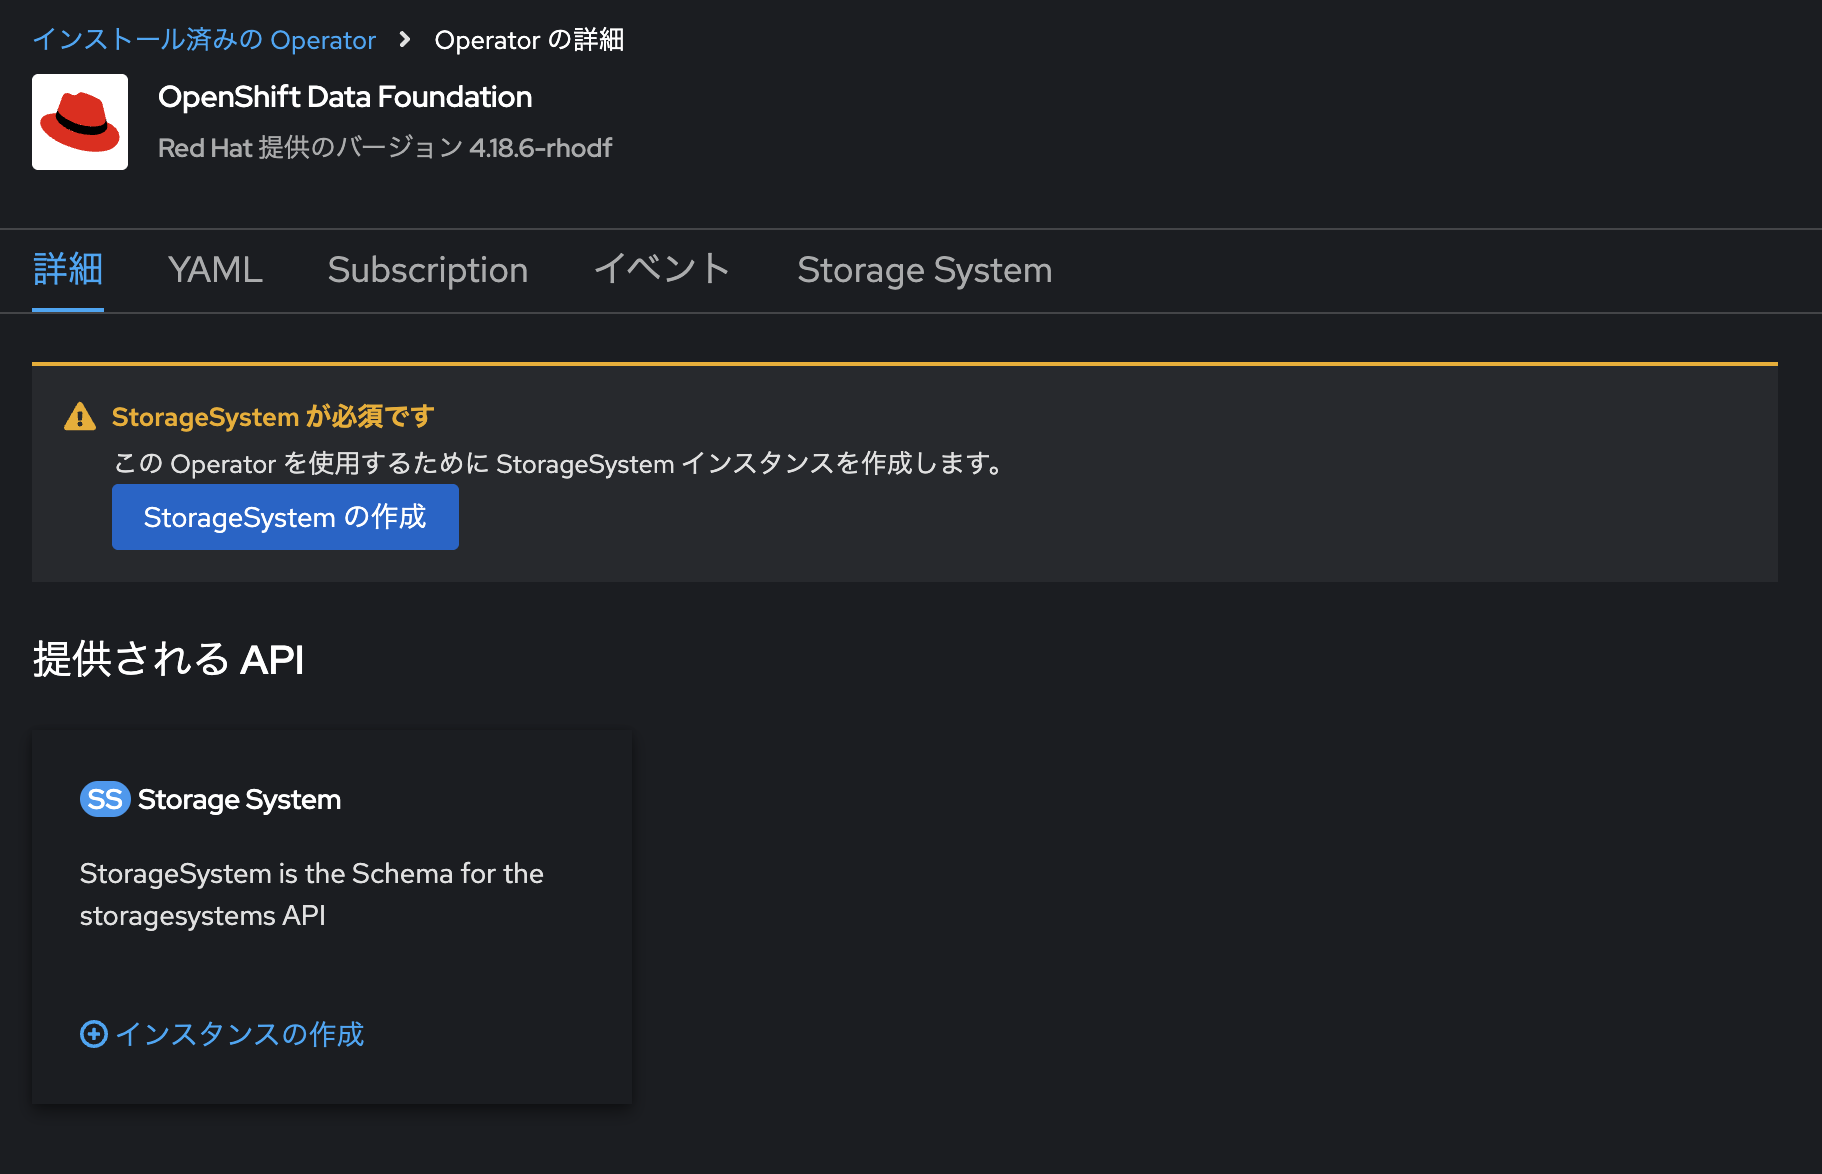 インストール済みの Operator > Operator の詳細
OpenShift Data Foundation
Red Hat 提供のバージョン 4.18.6-rhodf
詳細 YAML Subscription イベント Storage System
StorageSystem が必須です
この Operator を使用するために StorageSystem インスタンスを作成します。
StorageSystem の作成
提供される API
SS Storage System
StorageSystem is the Schema for the
storagesystems API
インスタンスの作成